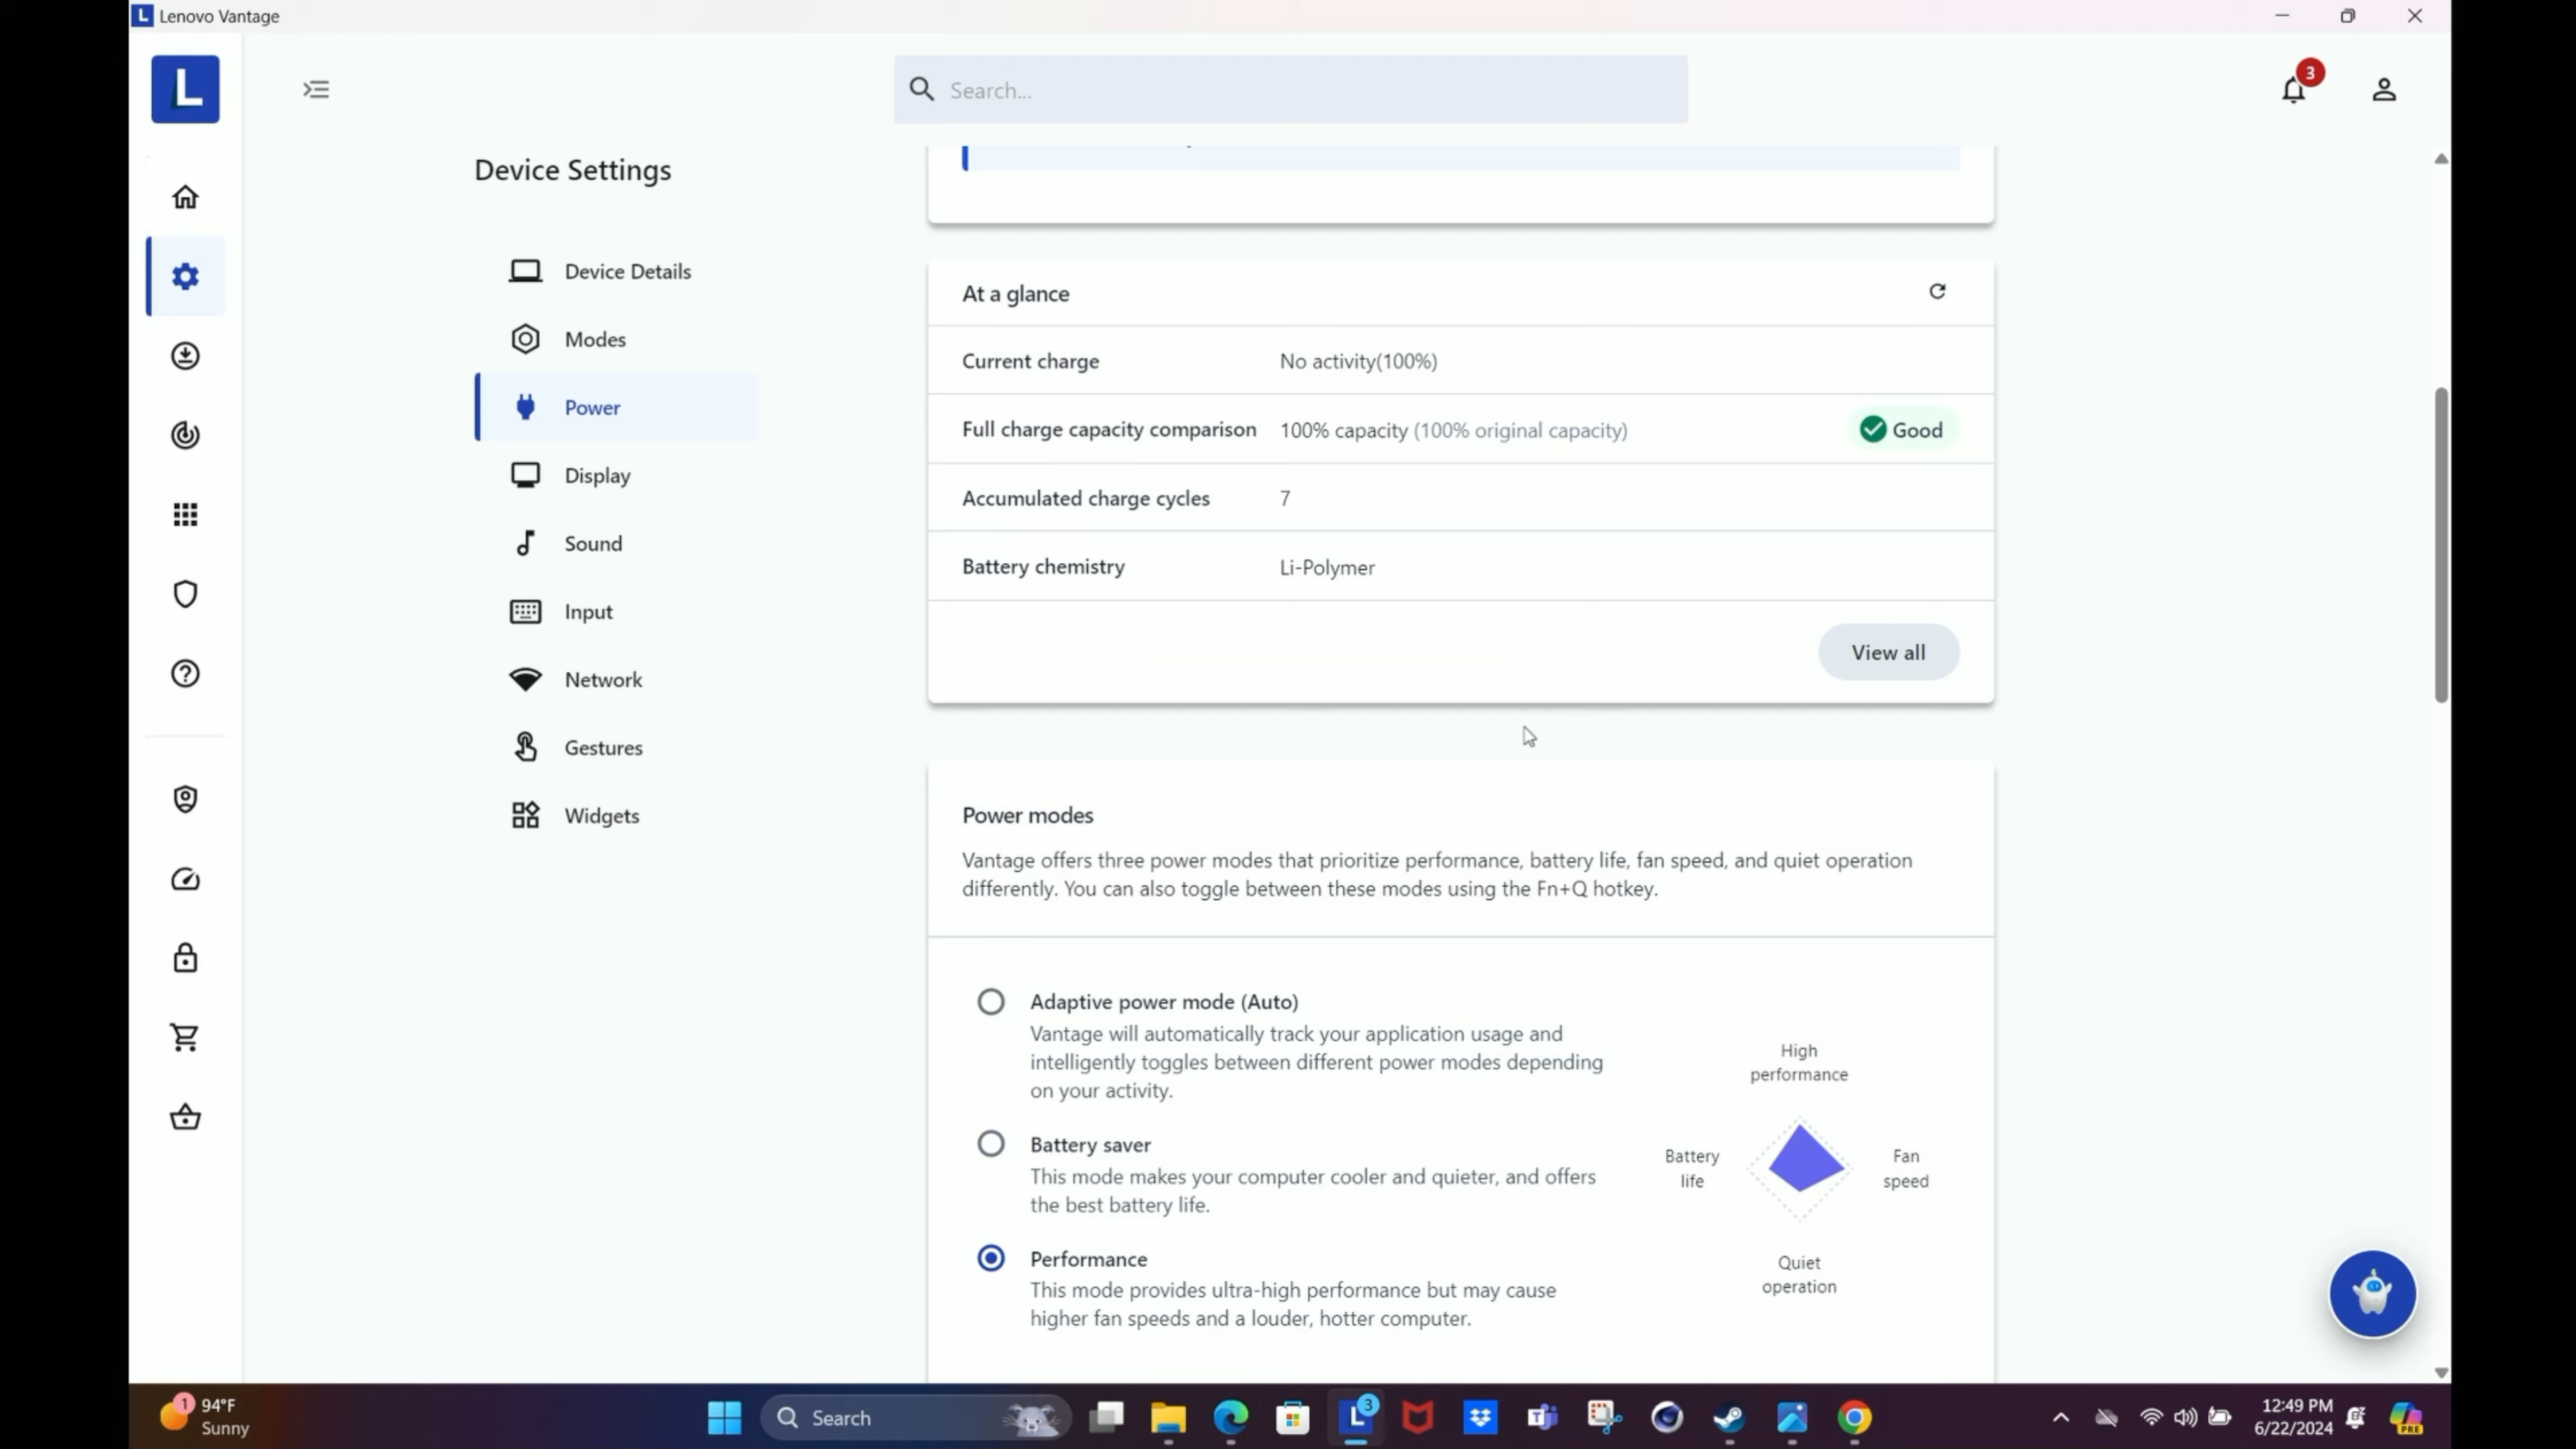 L Lenovo Vantage
L
Search...
3
Device Settings
Device Details
Modes
Power
Display
Sound
Input
Network
Gestures
Widgets
At a glance
Current charge No activity(100%)
Full charge capacity comparison 100% capacity (100% original capacity) Good
Accumulated charge cycles 7
Battery chemistry Li-Polymer
View all
Power modes
Vantage offers three power modes that prioritize performance, battery life, fan speed, and quiet operation
differently. You can also toggle between these modes using the Fn+Q hotkey.
Adaptive power mode (Auto)
Vantage will automatically track your application usage and
intelligently toggles between different power modes depending
on your activity.
Battery saver
This mode makes your computer cooler and quieter, and offers
the best battery life.
Performance
This mode provides ultra-high performance but may cause
higher fan speeds and a louder, hotter computer.
High
performance
Battery
life
Fan
speed
Quiet
operation
1
94°F
Sunny
Search
L 3
T
12:49 PM
6/22/2024
PRE